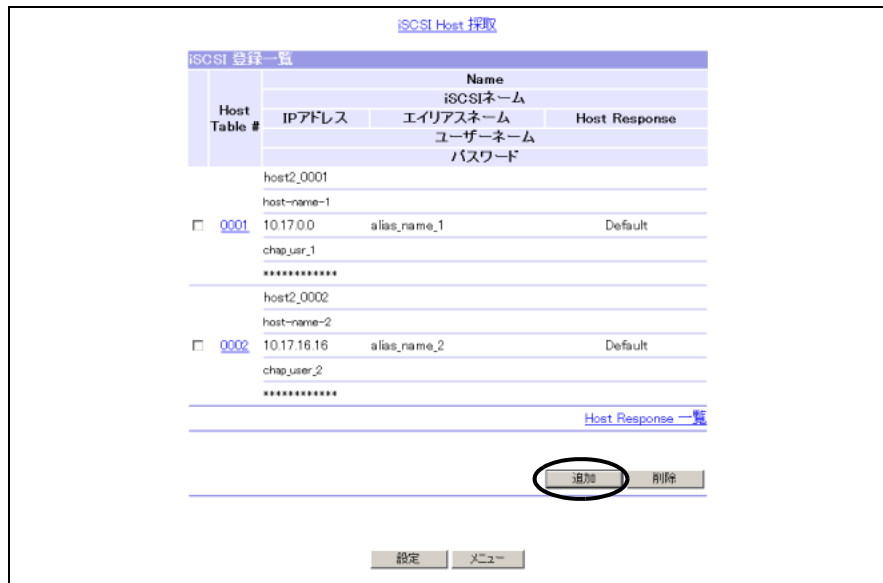 iSCSI Host 採取
iSCSI 登録一覧
Host Table #
Name
iSCSIネーム
IPアドレス エイリアスネーム Host Response
ユーザーネーム
パスワード
host2_0001
host-name-1
0001 10.17.0.0 alias_name_1 Default
chap_usr_1
************
host2_0002
host-name-2
0002 10.17.16.16 alias_name_2 Default
chap_user_2
************
Host Response 一覧
追加 削除
設定 メニュー